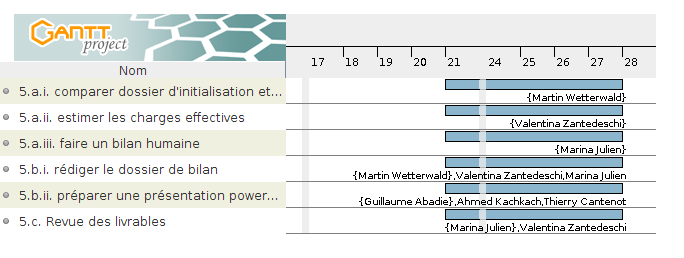 GANTT
project
17 18 19 20 21 24 25 26 27 28
Nom
5.a.i. comparer dossier d'initialisation et...
{Martin Wetterwald}
5.a.ii. estimer les charges effectives
{Valentina Zantedeschi}
5.a.iii. faire un bilan humaine
{Marina Julien}
5.b.i. rédiger le dossier de bilan
{Martin Wetterwald},Valentina Zantedeschi,Marina Julien
5.b.ii. préparer une présentation power...
{Guillaume Abadie},Ahmed Kachkach,Thierry Cantenot
5.c. Revue des livrables
{Marina Julien},Valentina Zantedeschi